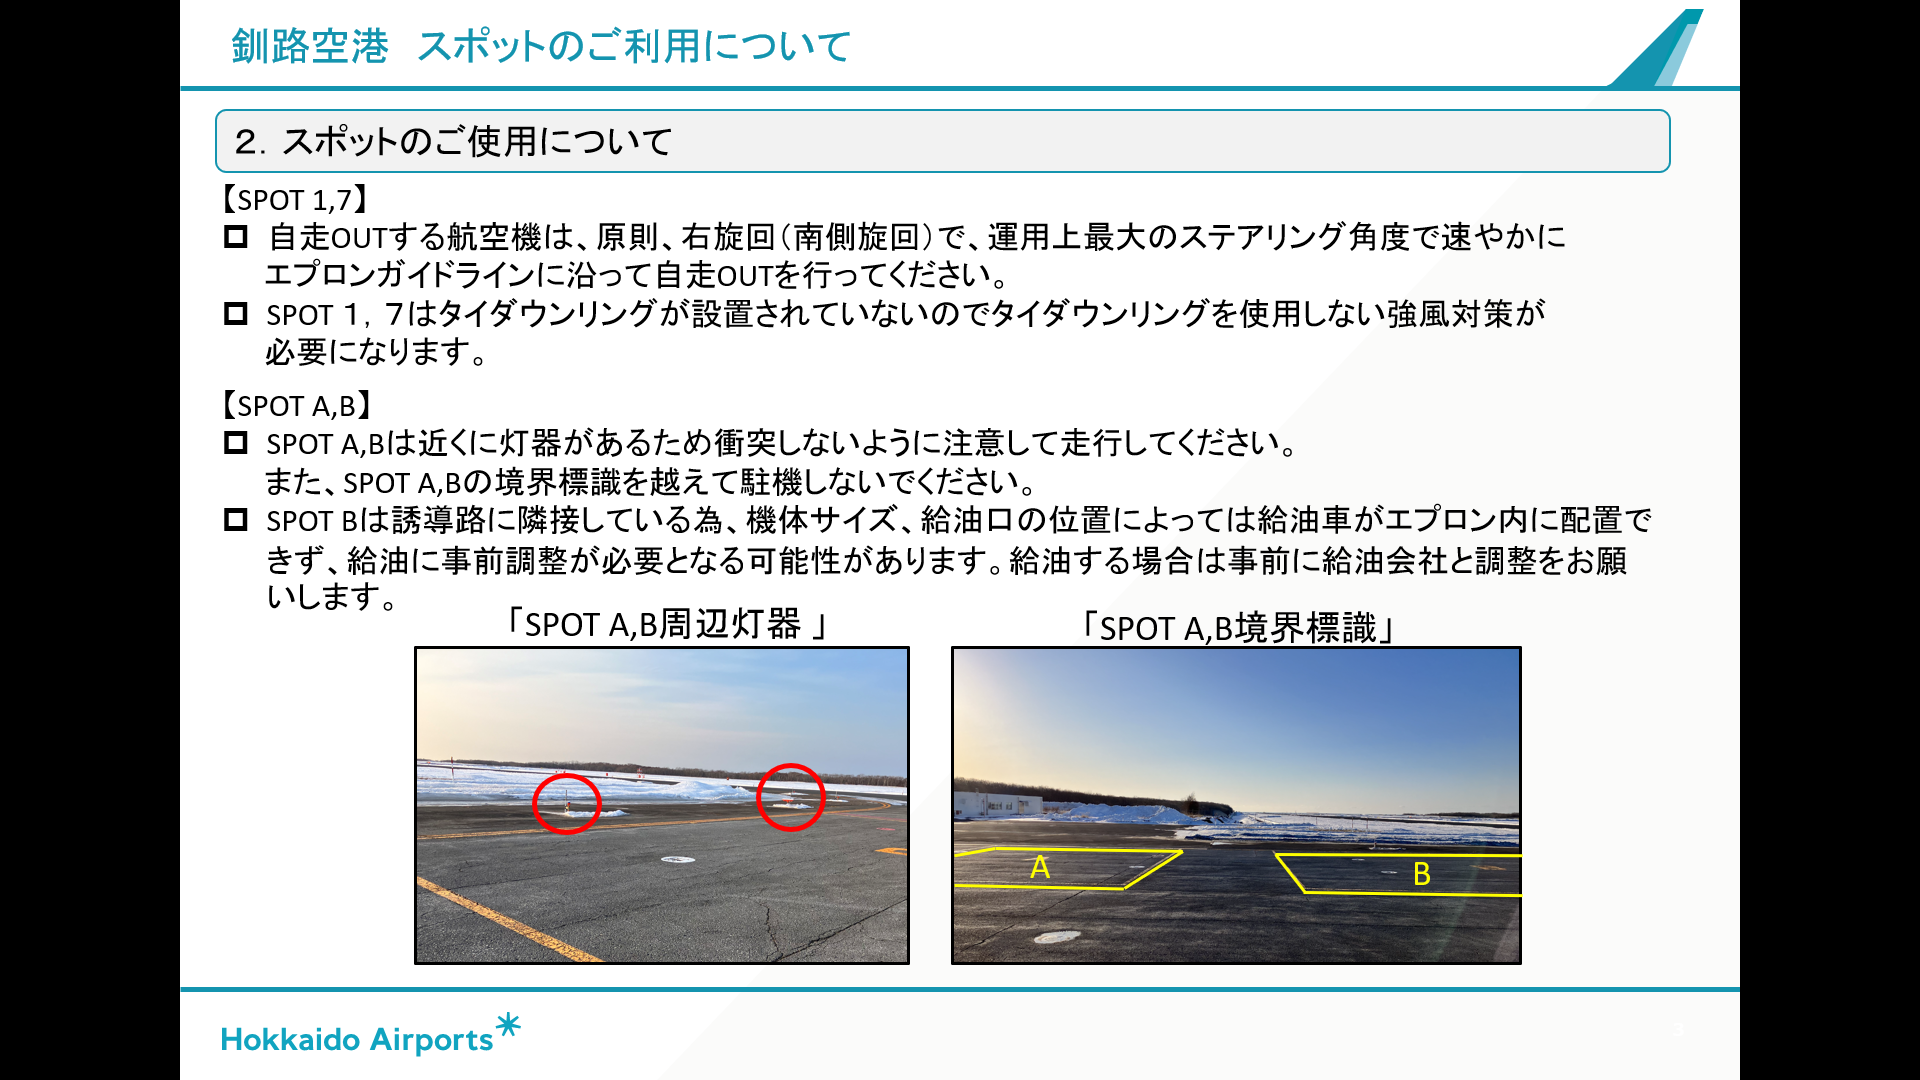 釧路空港　スポットのご利用について
２．スポットのご使用について
【SPOT 1,7】
自走OUTする航空機は、原則、右旋回（南側旋回）で、運用上最大のステアリング角度で速やかに
エプロンガイドラインに沿って自走OUTを行ってください。
SPOT １，７はタイダウンリングが設置されていないのでタイダウンリングを使用しない強風対策が
必要になります。
【SPOT A,B】
SPOT A,Bは近くに灯器があるため衝突しないように注意して走行してください。
また、SPOT A,Bの境界標識を越えて駐機しないでください。
SPOT Bは誘導路に隣接している為、機体サイズ、給油口の位置によっては給油車がエプロン内に配置で
きず、給油に事前調整が必要となる可能性があります。給油する場合は事前に給油会社と調整をお願
いします。
「SPOT A,B周辺灯器 」
「SPOT A,B境界標識」
A
B
Hokkaido Airports